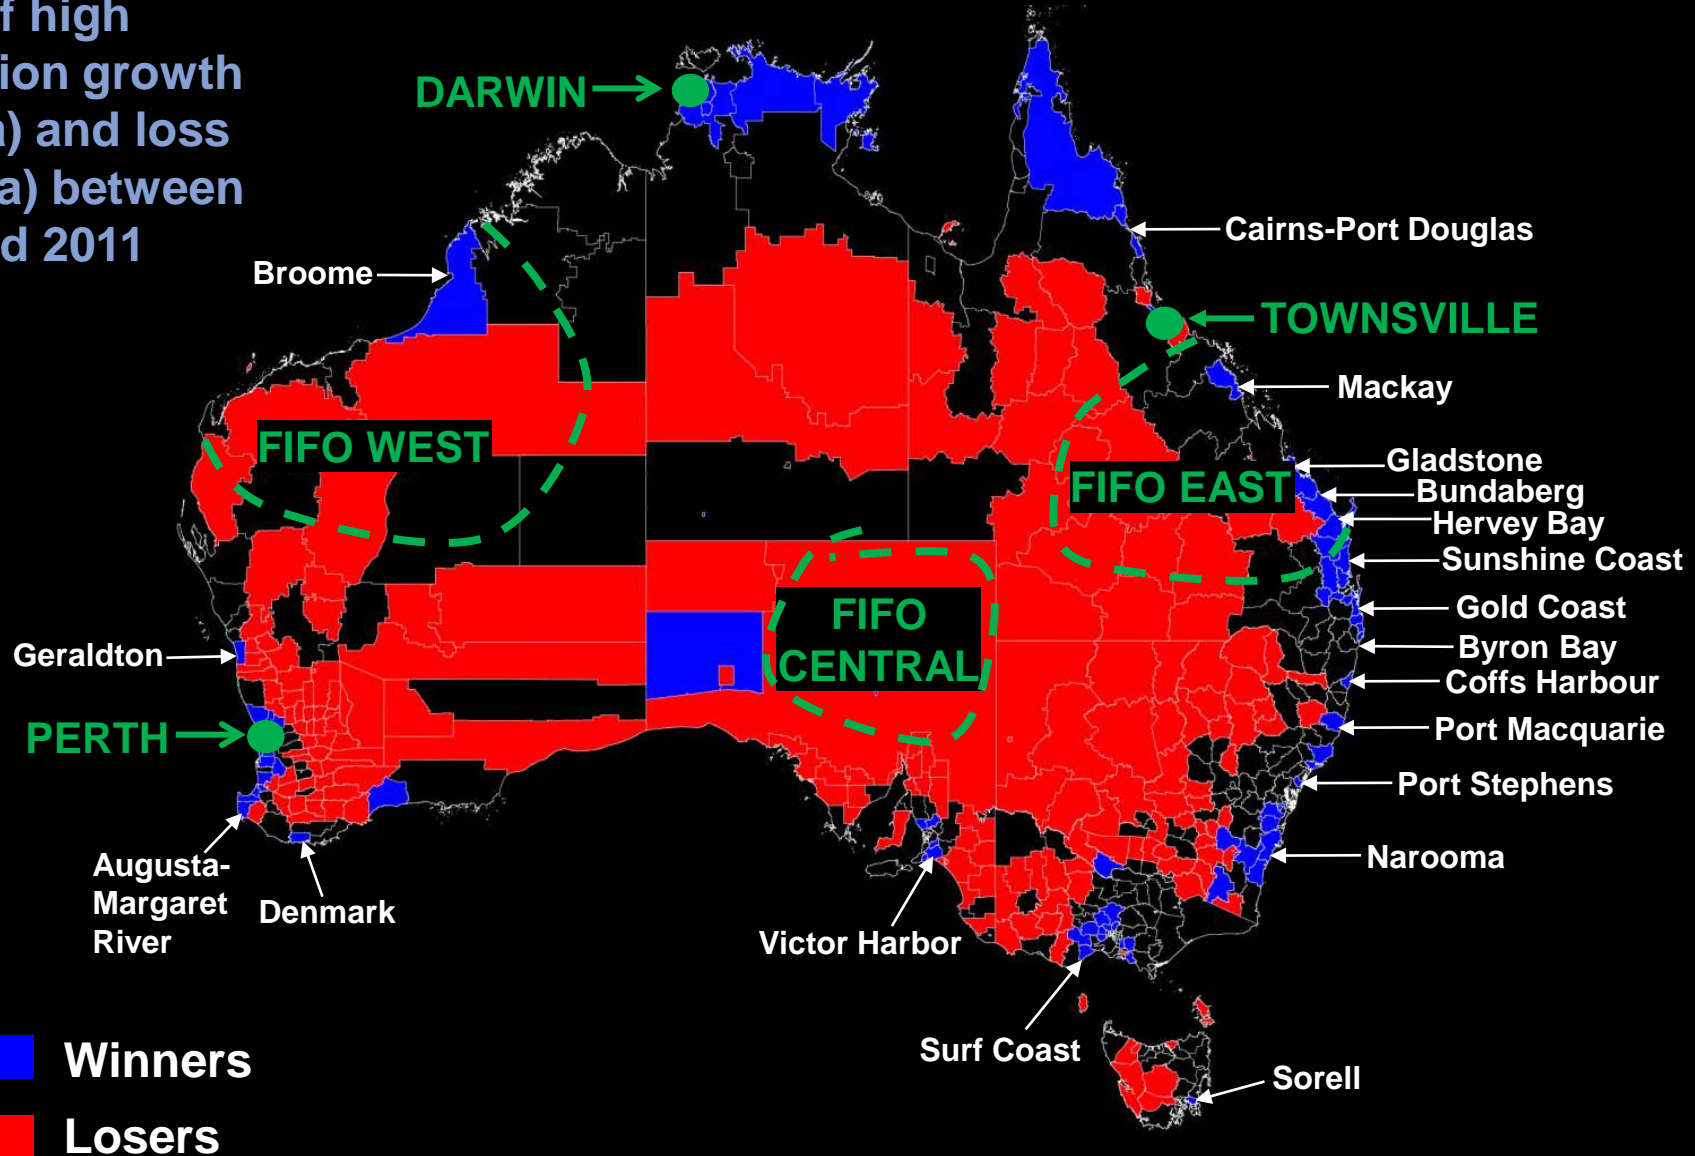 f high
ion growth
a) and loss
a) between
d 2011
DARWIN
Cairns-Port Douglas
Broome
TOWNSVILLE
Mackay
FIFO WEST
Gladstone
FIFO EAST
Bundaberg
Hervey Bay
Sunshine Coast
FIFO
CENTRAL
Gold Coast
Byron Bay
Geraldton
Coffs Harbour
PERTH
Port Macquarie
Port Stephens
Narooma
Augusta-
Margaret
River
Denmark
Victor Harbor
Surf Coast
Sorell
Winners
Losers